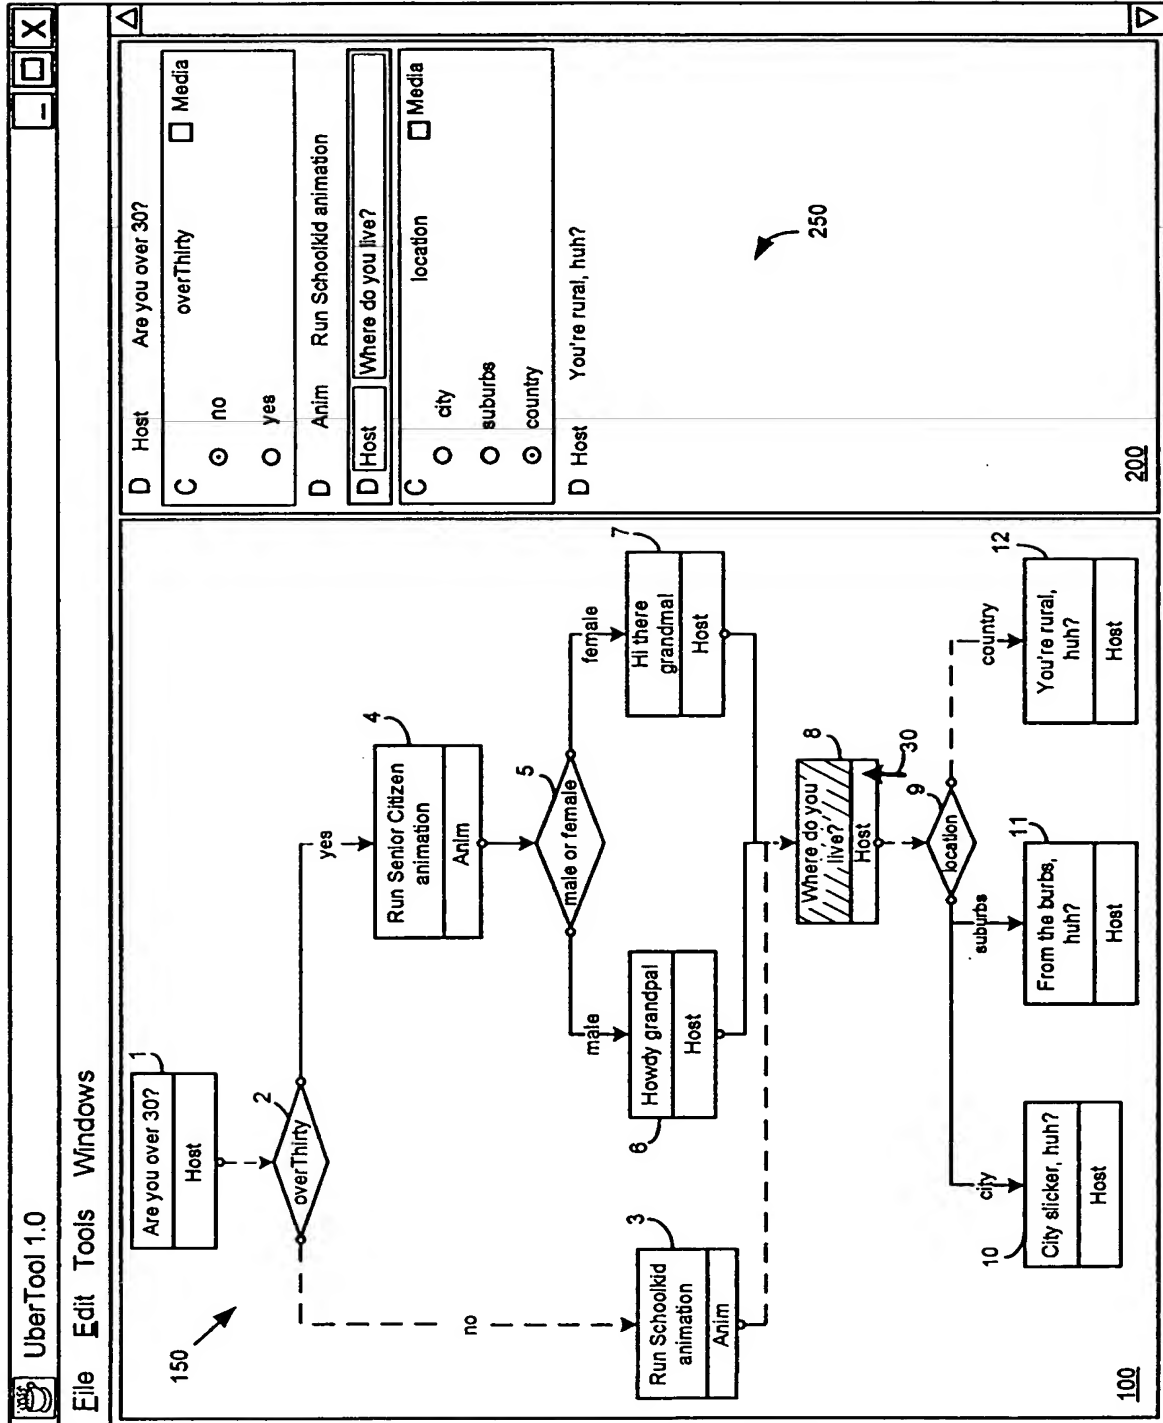 UberTool 1.0
File Edit Tools Windows
150
Are you over 30?
Host
1
overThirty
2
no
yes
Run Schoolkid
animation
Anim
3
Run Senior Citizen
animation
Anim
4
male or female
5
male
female
Howdy grandpa!
Host
6
Hi there
grandma!
Host
7
Where do you
live?
Host
8
30
location
9
city
suburbs
country
City slicker, huh?
Host
10
From the burbs,
huh?
Host
11
You're rural,
huh?
Host
12
100
D Host Are you over 30?
C overThirty Media
no
yes
D Anim Run Schoolkid animation
D Host Where do you live?
C location Media
city
suburbs
country
D Host You're rural, huh?
250
200